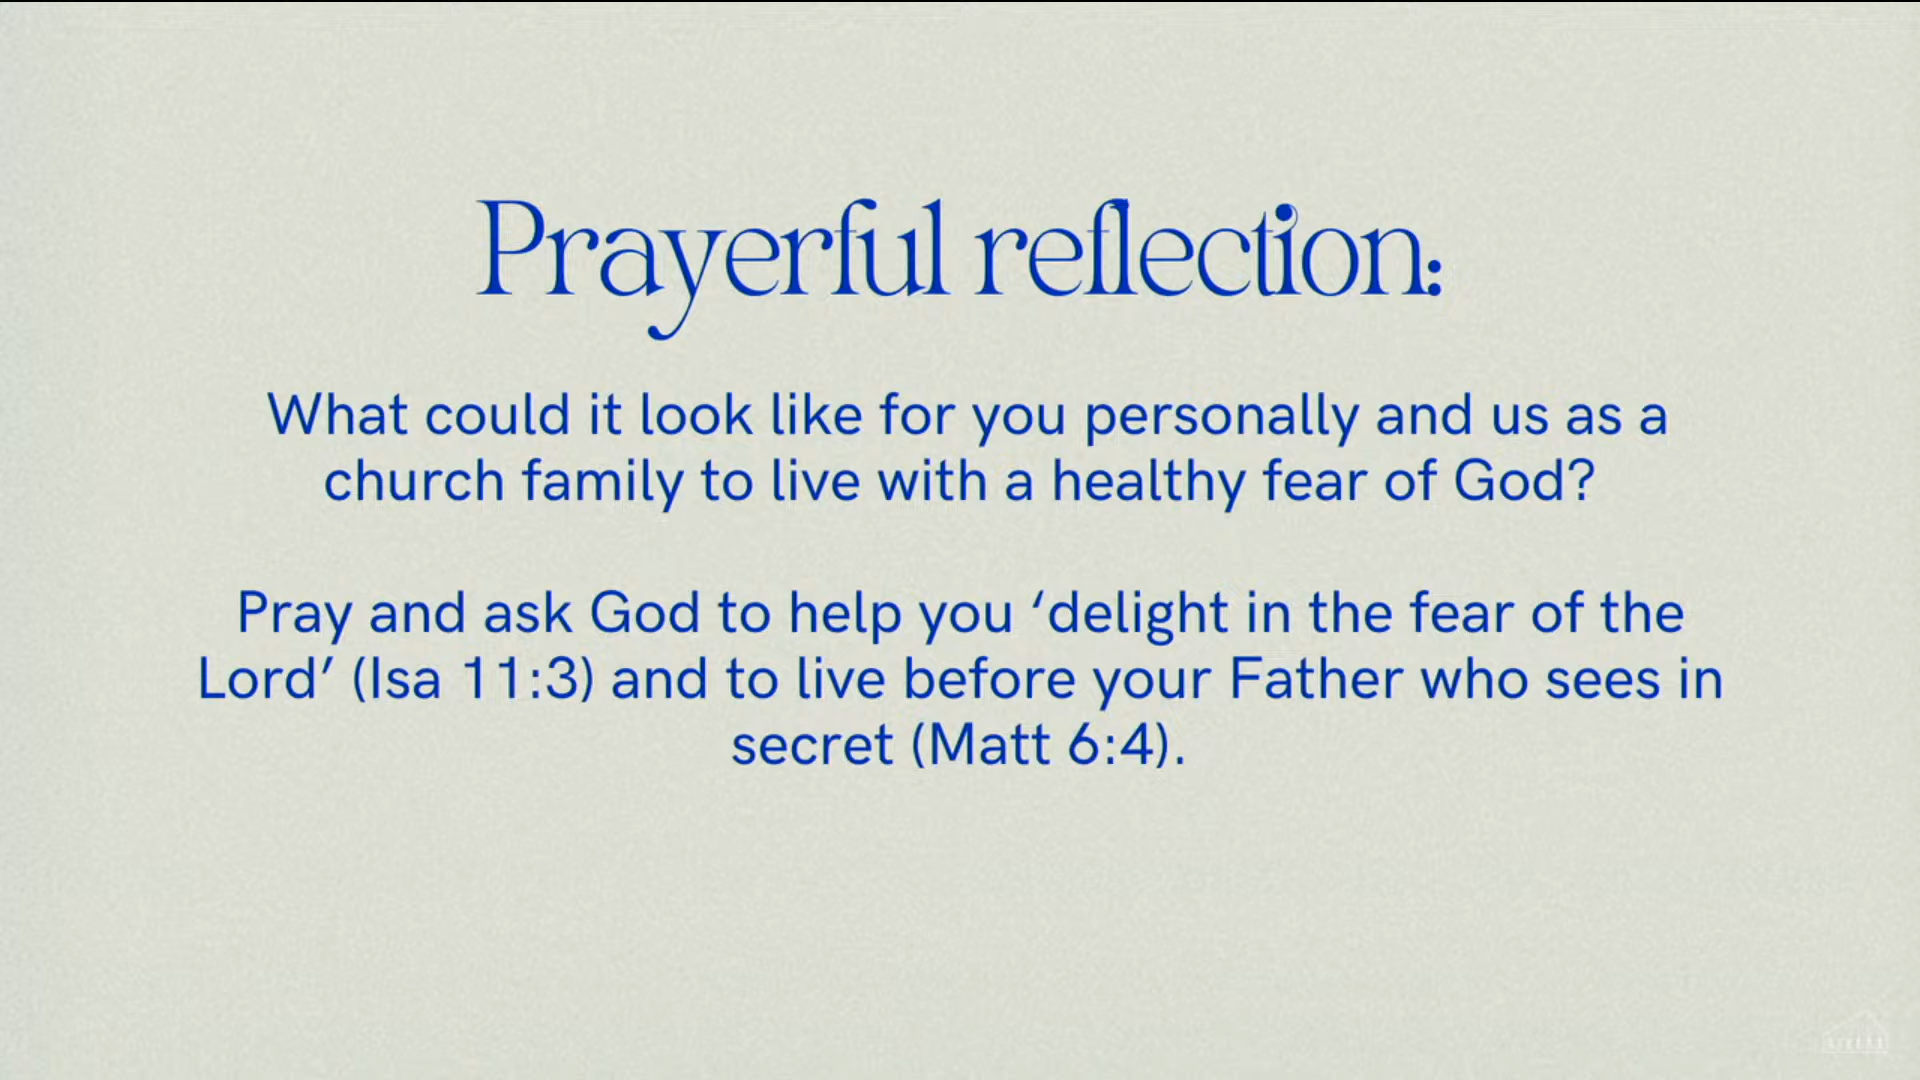 Prayerful reflection:
What could it look like for you personally and us as a
church family to live with a healthy fear of God?
Pray and ask God to help you ‘delight in the fear of the
Lord’ (Isa 11:3) and to live before your Father who sees in
secret (Matt 6:4).